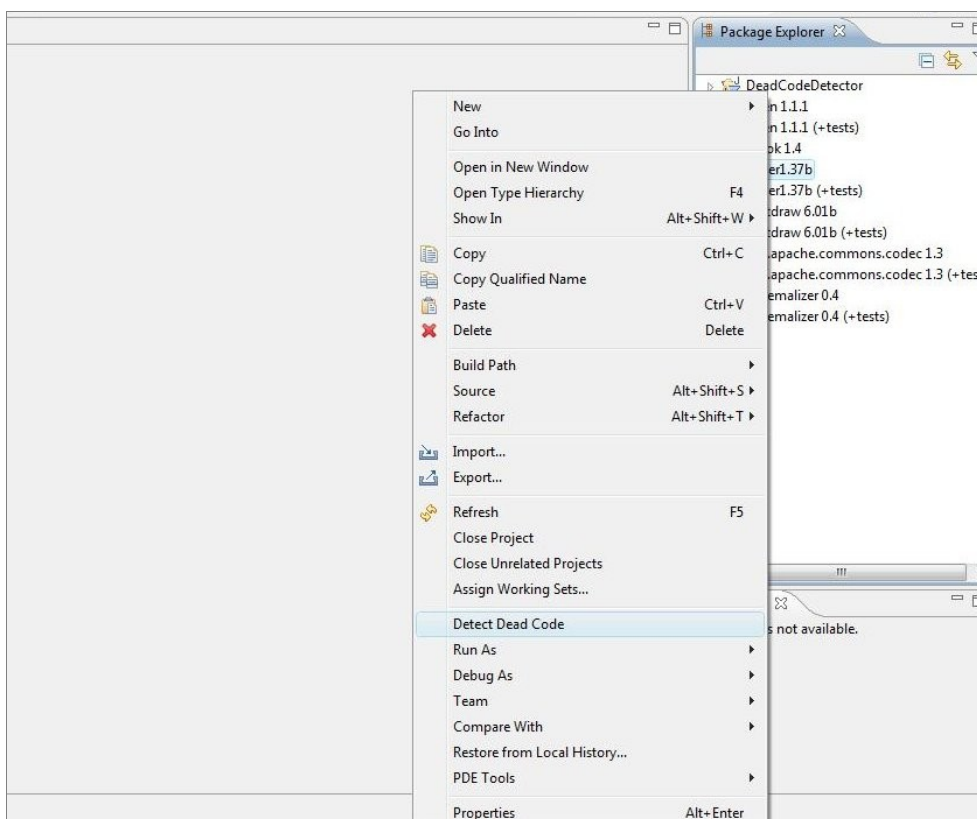 Package Explorer
DeadCodeDetector
n 1.1.1
n 1.1.1 (+tests)
ok 1.4
er1.37b
er1.37b (+tests)
draw 6.01b
draw 6.01b (+tests)
.apache.commons.codec 1.3
.apache.commons.codec 1.3 (+tes
emalizer 0.4
emalizer 0.4 (+tests)
New
Go Into
Open in New Window
Open Type Hierarchy F4
Show In Alt+Shift+W
Copy Ctrl+C
Copy Qualified Name
Paste Ctrl+V
Delete Delete
Build Path
Source Alt+Shift+S
Refactor Alt+Shift+T
Import...
Export...
Refresh F5
Close Project
Close Unrelated Projects
Assign Working Sets...
Detect Dead Code
Run As
Debug As
Team
Compare With
Restore from Local History...
PDE Tools
Properties Alt+Enter
s not available.